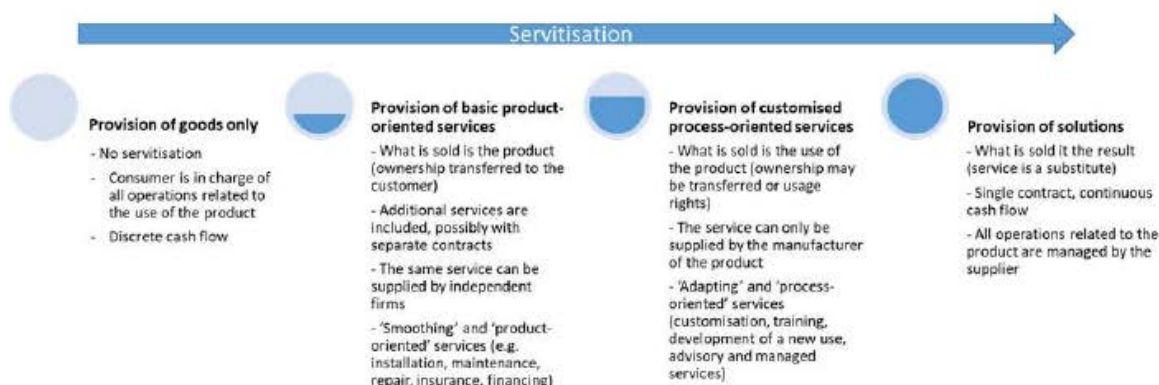 Servitisation
Provision of goods only
- No servitisation
- Consumer is in charge of
all operations related to
the use of the product
- Discrete cash flow
Provision of basic product-
oriented services
- What is sold is the product
(ownership transferred to the
customer)
- Additional services are
included, possibly with
separate contracts
- The same service can be
supplied by independent
firms
- 'Smoothing' and 'product-
oriented' services (e.g.
installation, maintenance,
repair, insurance, financing)
Provision of customised
process-oriented services
- What is sold is the use of
the product (ownership may
be transferred or usage
rights)
- The service can only be
supplied by the manufacturer
of the product
- 'Adapting' and 'process-
oriented' services
(customisation, training,
development of a new use,
advisory and managed
services)
Provision of solutions
- What is sold it the result
(service is a substitute)
- Single contract, continuous
cash flow
- All operations related to the
product are managed by the
supplier